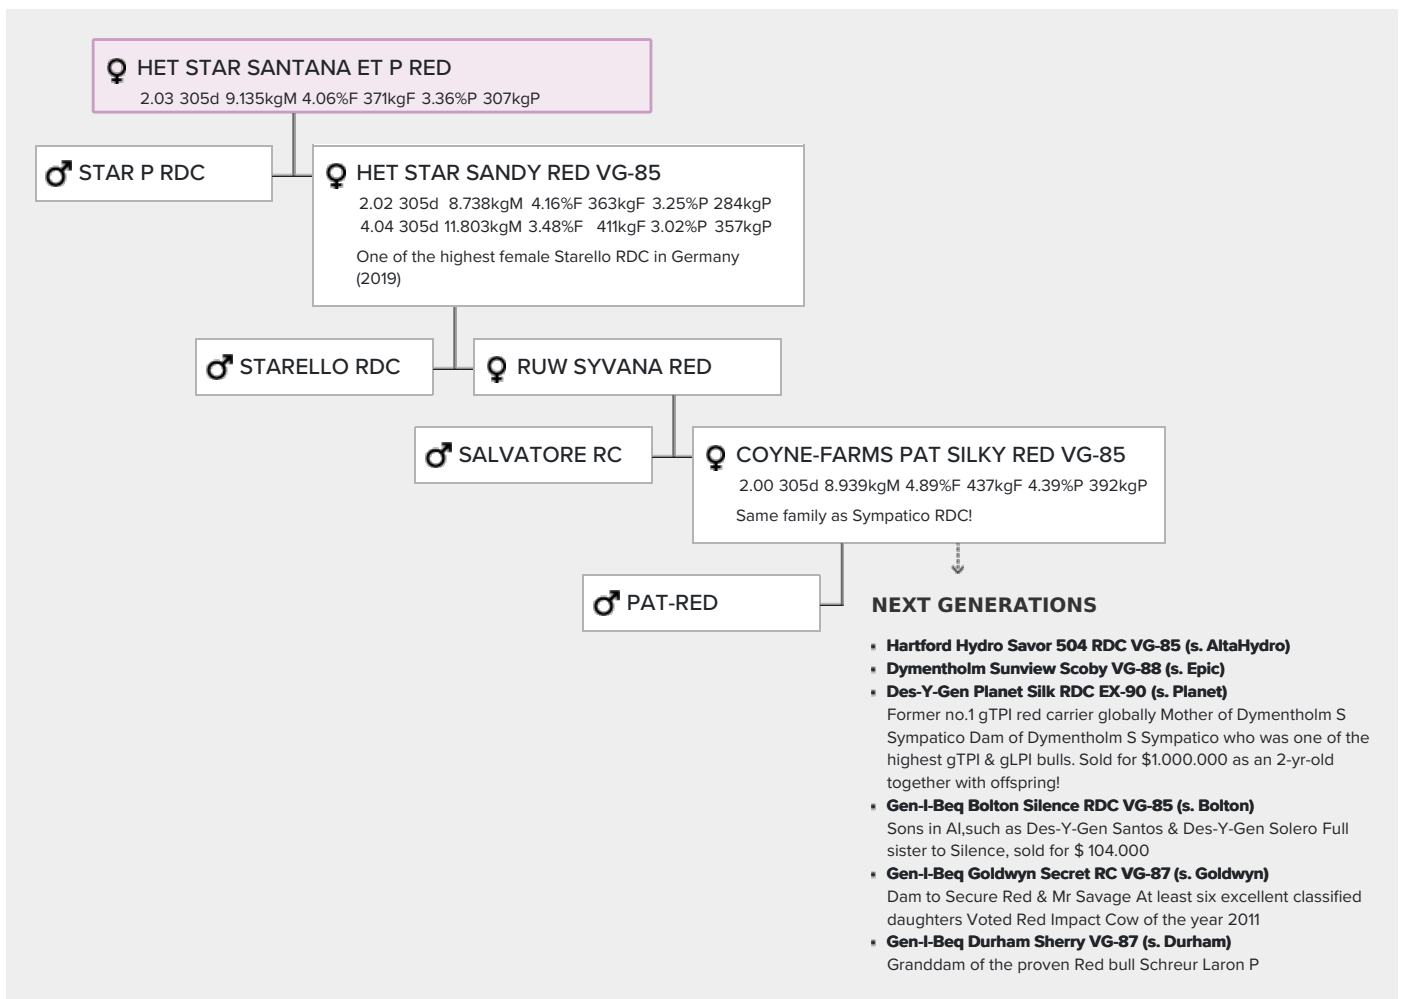 HET STAR SANTANA ET P RED
2.03 305d 9.135kgM 4.06%F 371kgF 3.36%P 307kgP
STAR P RDC
HET STAR SANDY RED VG-85
2.02 305d 8.738kgM 4.16%F 363kgF 3.25%P 284kgP
4.04 305d 11.803kgM 3.48%F 411kgF 3.02%P 357kgP
One of the highest female Starello RDC in Germany
(2019)
STARELLO RDC
RUW SYVANA RED
SALVATORE RC
COYNE-FARMS PAT SILKY RED VG-85
2.00 305d 8.939kgM 4.89%F 437kgF 4.39%P 392kgP
Same family as Sympatico RDC!
PAT-RED
NEXT GENERATIONS
Hartford Hydro Savor 504 RDC VG-85 (s. AltaHydro)
Dymentholm Sunview Scoby VG-88 (s. Epic)
Des-Y-Gen Planet Silk RDC EX-90 (s. Planet)
Former no.1 gTPI red carrier globally Mother of Dymentholm S
Sympatico Dam of Dymentholm S Sympatico who was one of the
highest gTPI & gLPI bulls. Sold for $1.000.000 as an 2-yr-old
together with offspring!
Gen-I-Beq Bolton Silence RDC VG-85 (s. Bolton)
Sons in AI,such as Des-Y-Gen Santos & Des-Y-Gen Solero Full
sister to Silence, sold for $ 104.000
Gen-I-Beq Goldwyn Secret RC VG-87 (s. Goldwyn)
Dam to Secure Red & Mr Savage At least six excellent classified
daughters Voted Red Impact Cow of the year 2011
Gen-I-Beq Durham Sherry VG-87 (s. Durham)
Granddam of the proven Red bull Schreur Laron P